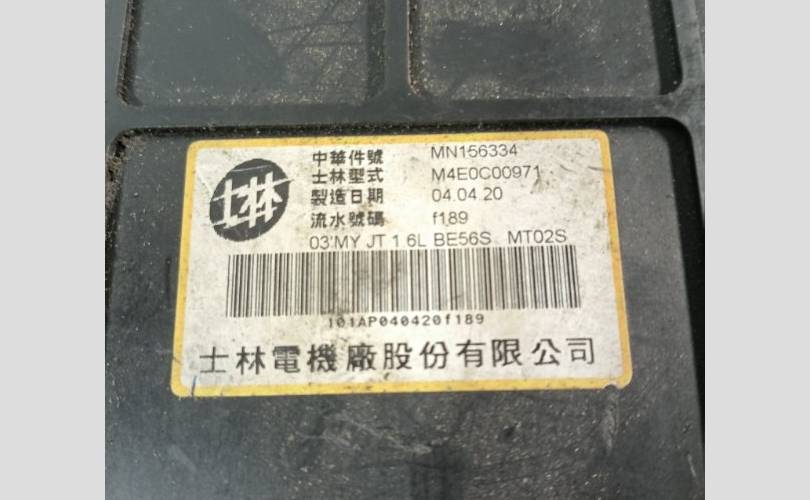 士林
中華件號 MN156334
士林型式 M4E0C00971
製造日期 04.04.20
流水號碼 f189
03'MY JT 1.6L BE56S MT02S
101AP040420f189
士林電機廠股份有限公司